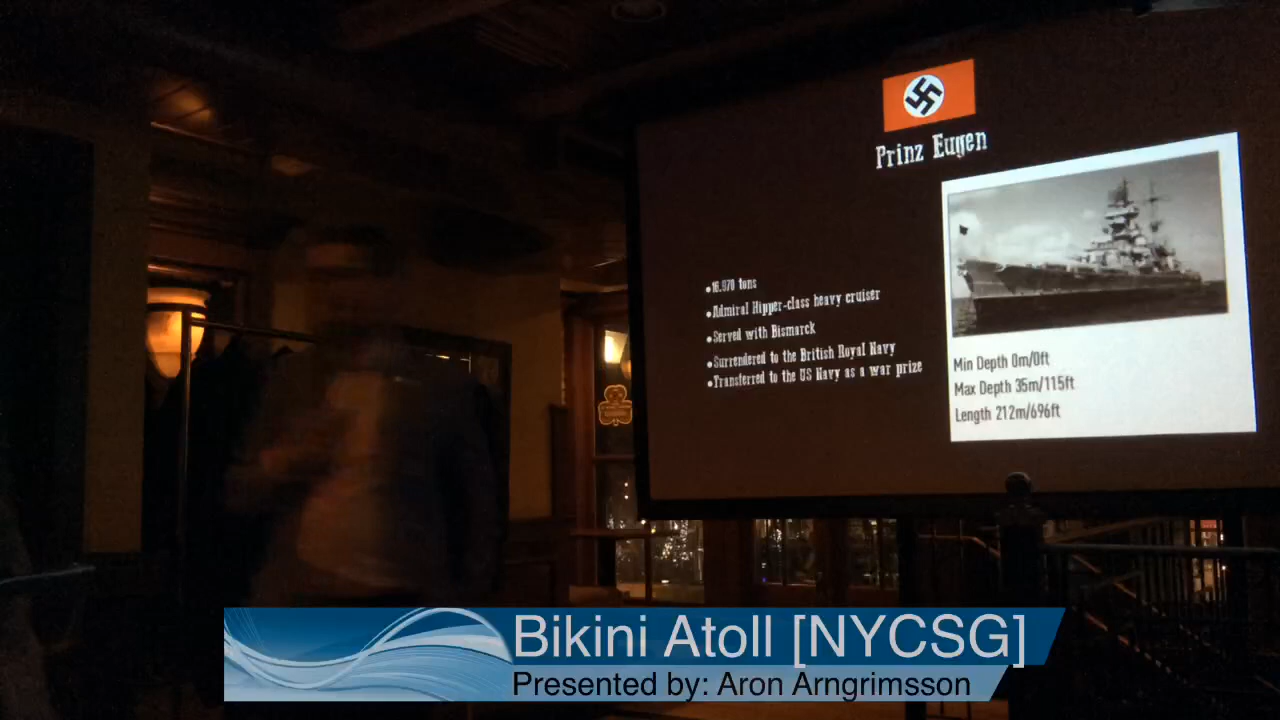 Prinz Eugen
•16.970 tons
•Admiral Hipper-class heavy cruiser
•Served with Bismarck
•Surrendered to the British Royal Navy
•Transferred to the US Navy as a war prize
Min Depth 0m/0ft
Max Depth 35m/115ft
Length 212m/696ft
Bikini Atoll [NYCSG]
Presented by: Aron Arngrimsson